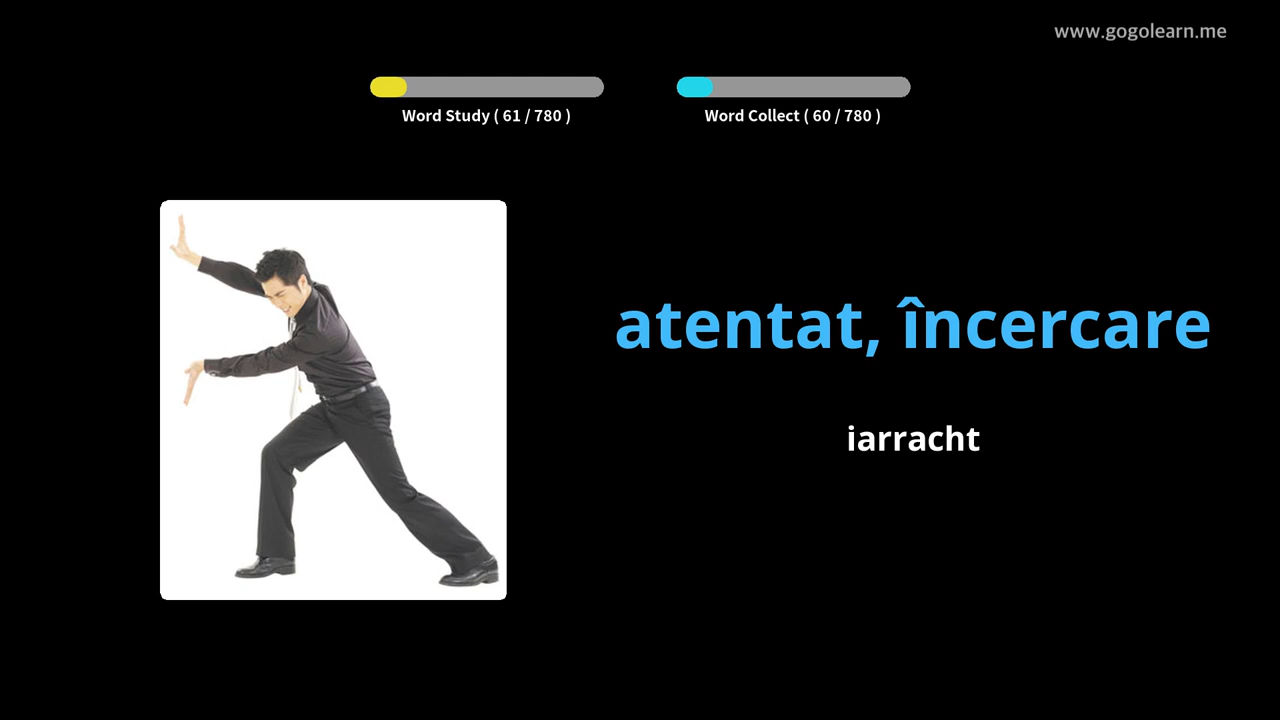 www.gogolearn.me
Word Study ( 61 / 780 )
Word Collect ( 60 / 780 )
atentat, încercare
iarracht